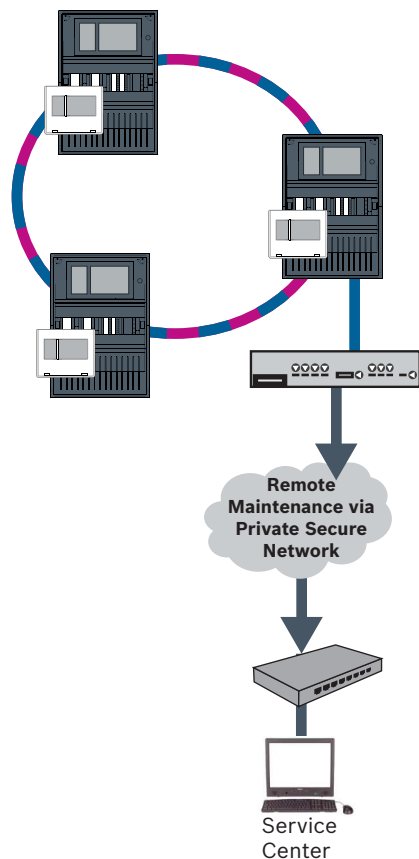 Remote
Maintenance via
Private Secure
Network
Service
Center